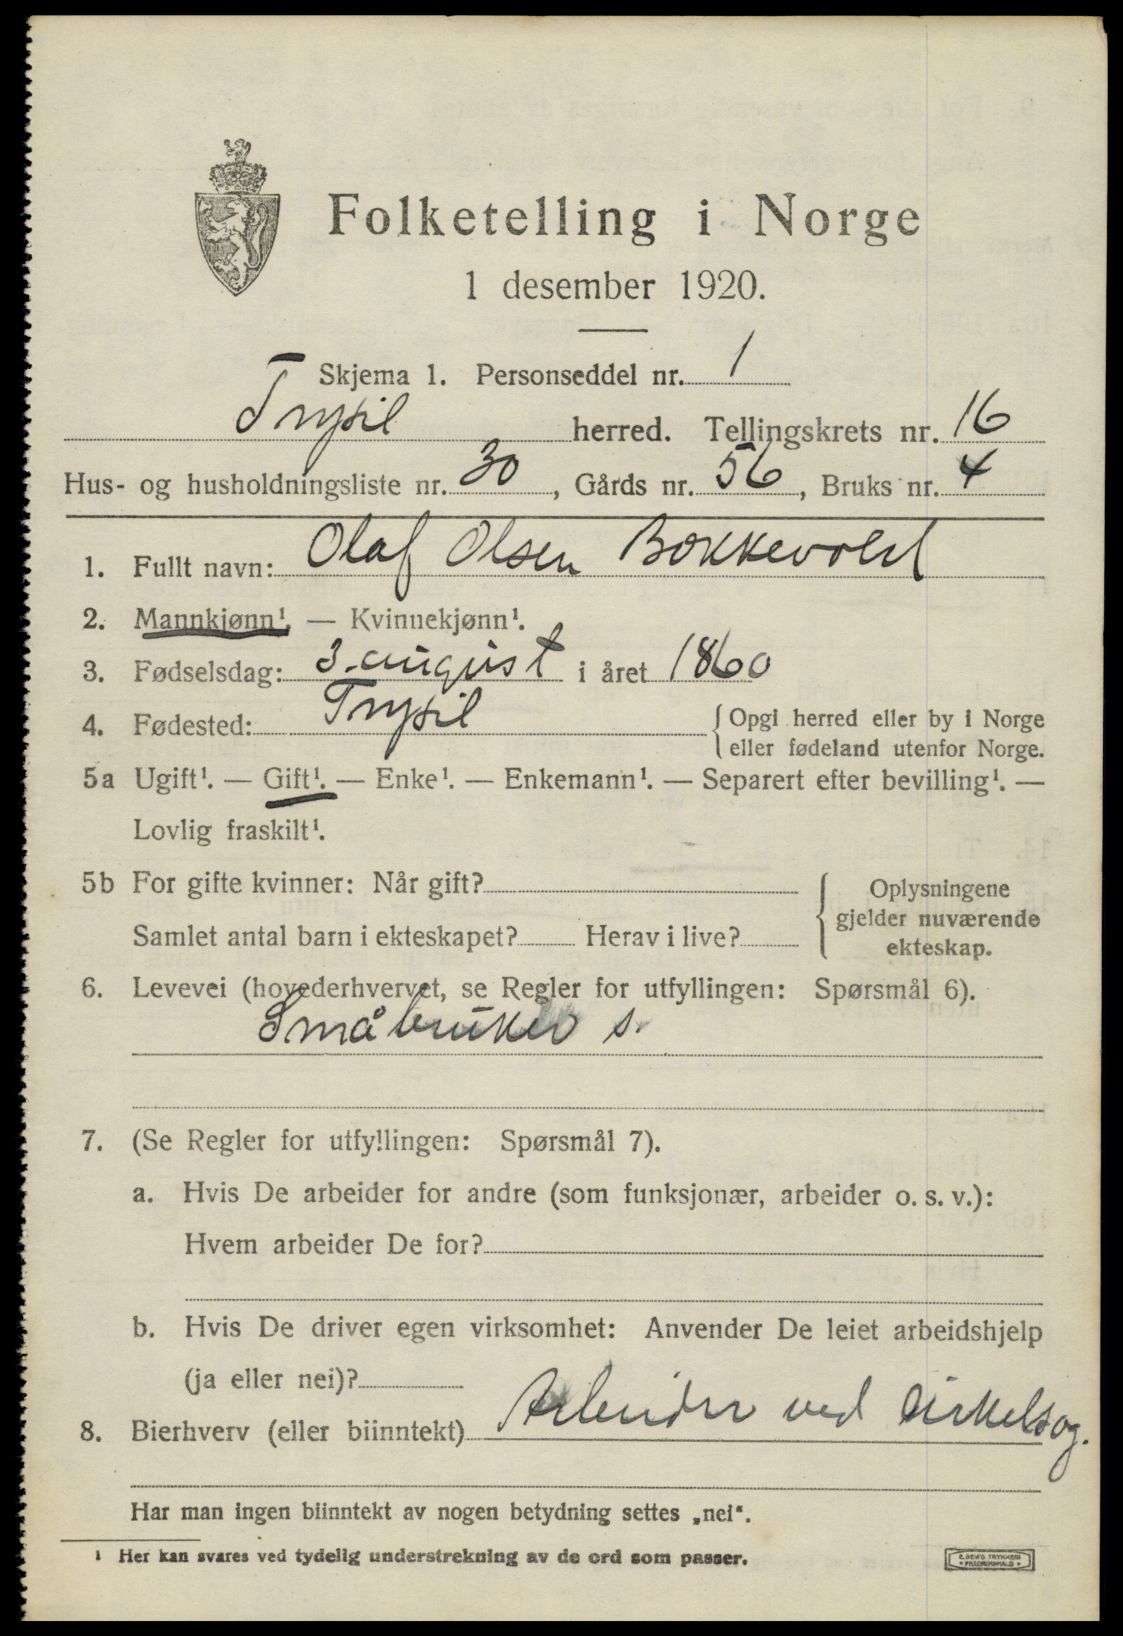 Folketelling i Norge
1 desember 1920.
Skjema 1. Personseddel nr. 1
Trysil herred. Tellingskrets nr. 16
Hus- og husholdningsliste nr. 30, Gårds nr. 56, Bruks nr. 4
1. Fullt navn: Olaf Olsen Bakkevold
2. Mannkjønn¹. — Kvinnekjønn¹.
3. Fødselsdag: 3. august i året 1860
4. Fødested: Trysil {Opgi herred eller by i Norge
eller fødeland utenfor Norge.
5a Ugift¹. — Gift¹. — Enke¹. — Enkemann¹. — Separert efter bevilling¹. —
Lovlig fraskilt¹.
5b For gifte kvinner: Når gift?
Samlet antal barn i ekteskapet? Herav i live?
{Oplysningene
gjelder nuværende
ekteskap.
6. Levevei (hovederhvervet, se Regler for utfyllingen: Spørsmål 6).
Småbruker s.
7. (Se Regler for utfyllingen: Spørsmål 7).
a. Hvis De arbeider for andre (som funksjonær, arbeider o. s. v.):
Hvem arbeider De for?
b. Hvis De driver egen virksomhet: Anvender De leiet arbeidshjelp
(ja eller nei)?
8. Bierhverv (eller biinntekt) Arbeider ved cirkelsag.
Har man ingen biinntekt av nogen betydning settes „nei“.
¹ Her kan svares ved tydelig understrekning av de ord som passer.